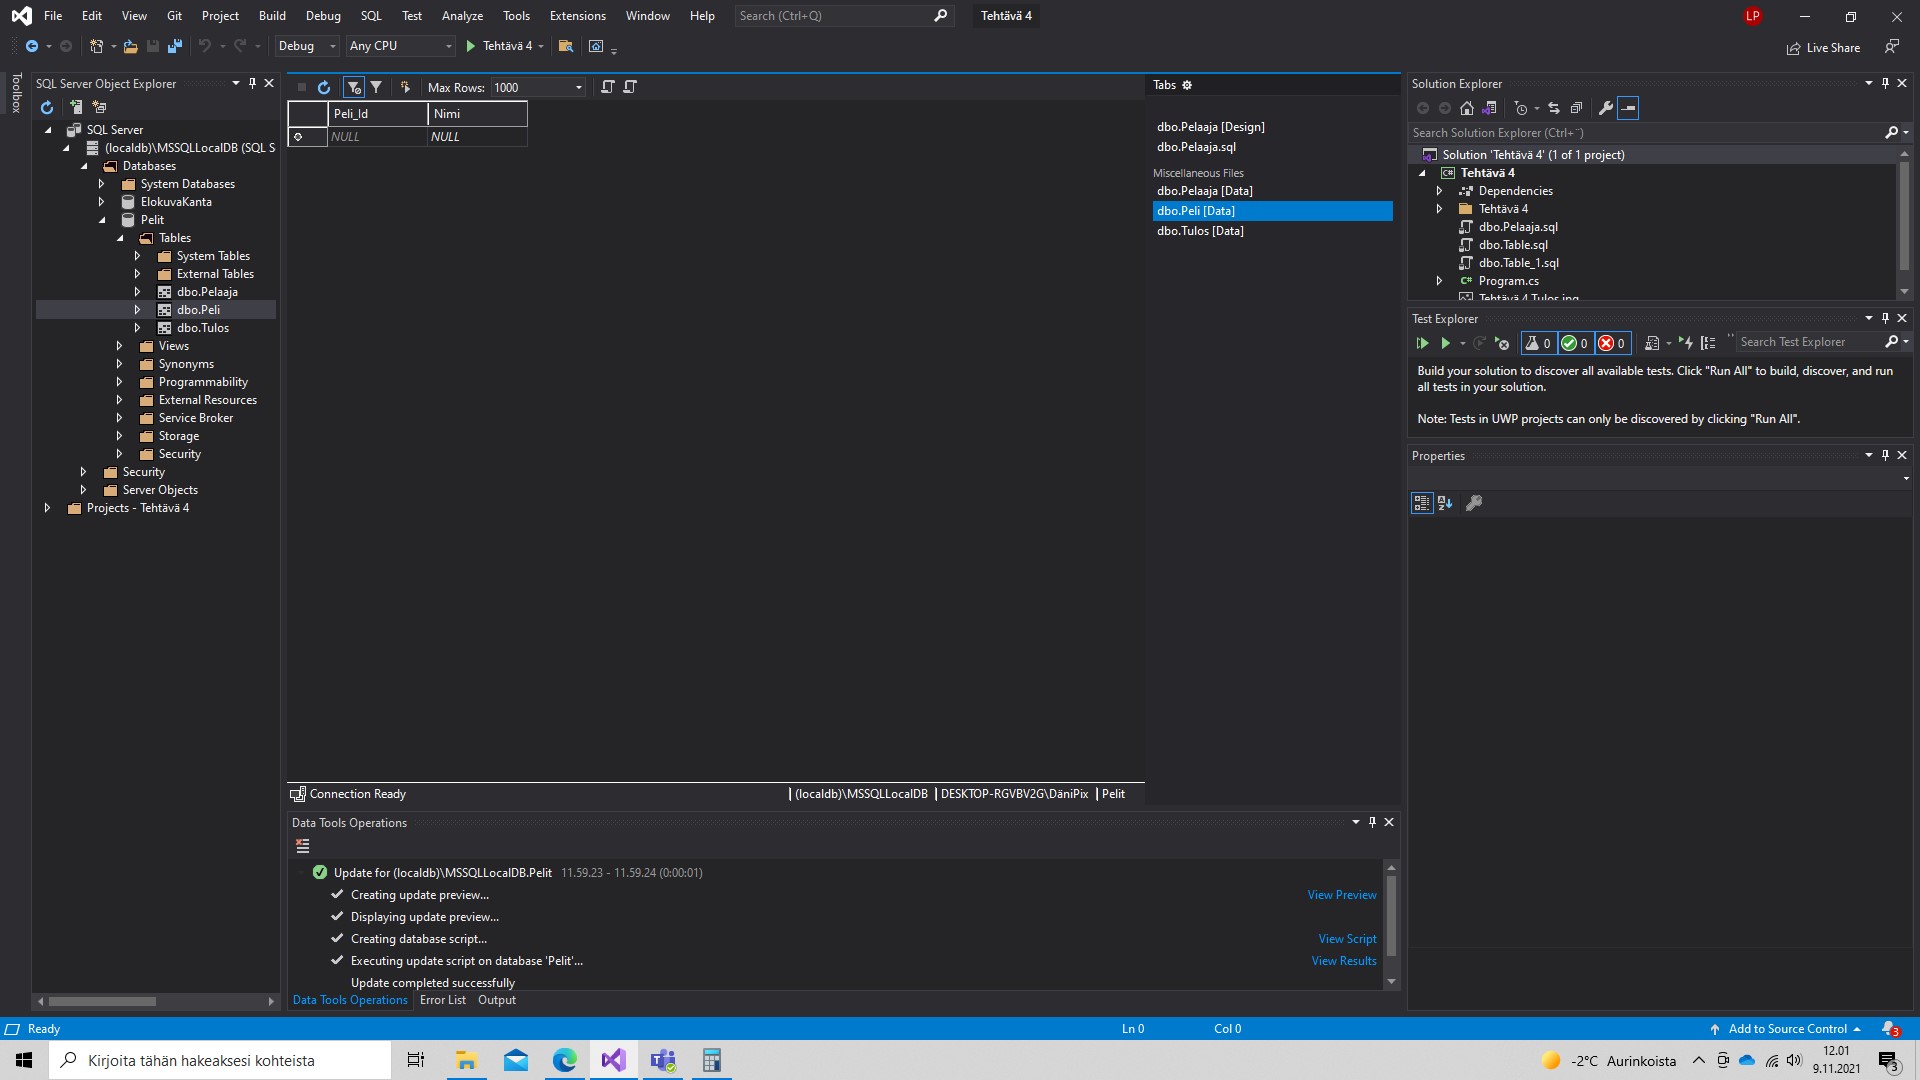 File Edit View Git Project Build Debug SQL Test Analyze Tools Extensions Window Help Search (Ctrl+Q) Tehtävä 4 LP
Debug Any CPU Tehtävä 4 Live Share
Toolbox
SQL Server Object Explorer
SQL Server
(localdb)\MSSQLLocalDB (SQL S
Databases
System Databases
ElokuvaKanta
Pelit
Tables
System Tables
External Tables
dbo.Pelaaja
dbo.Peli
dbo.Tulos
Views
Synonyms
Programmability
External Resources
Service Broker
Storage
Security
Security
Server Objects
Projects - Tehtävä 4
Max Rows: 1000
Peli_Id Nimi
NULL NULL
Connection Ready (localdb)\MSSQLLocalDB DESKTOP-RGVBV2G\DäniPix Pelit
Tabs
dbo.Pelaaja [Design]
dbo.Pelaaja.sql
Miscellaneous Files
dbo.Pelaaja [Data]
dbo.Peli [Data]
dbo.Tulos [Data]
Data Tools Operations
Update for (localdb)\MSSQLLocalDB.Pelit 11.59.23 - 11.59.24 (0:00:01)
Creating update preview... View Preview
Displaying update preview...
Creating database script... View Script
Executing update script on database 'Pelit'... View Results
Update completed successfully
Data Tools Operations Error List Output
Solution Explorer
Search Solution Explorer (Ctrl+¨)
Solution 'Tehtävä 4' (1 of 1 project)
C# Tehtävä 4
Dependencies
Tehtävä 4
dbo.Pelaaja.sql
dbo.Table.sql
dbo.Table_1.sql
C# Program.cs
Tehtävä 4 Tulos.png
Test Explorer
0 0 0 Search Test Explorer
Build your solution to discover all available tests. Click "Run All" to build, discover, and run
all tests in your solution.
Note: Tests in UWP projects can only be discovered by clicking "Run All".
Properties
Ready Ln 0 Col 0 Add to Source Control 3
Kirjoita tähän hakeaksesi kohteista -2°C Aurinkoista 12.01
9.11.2021 3